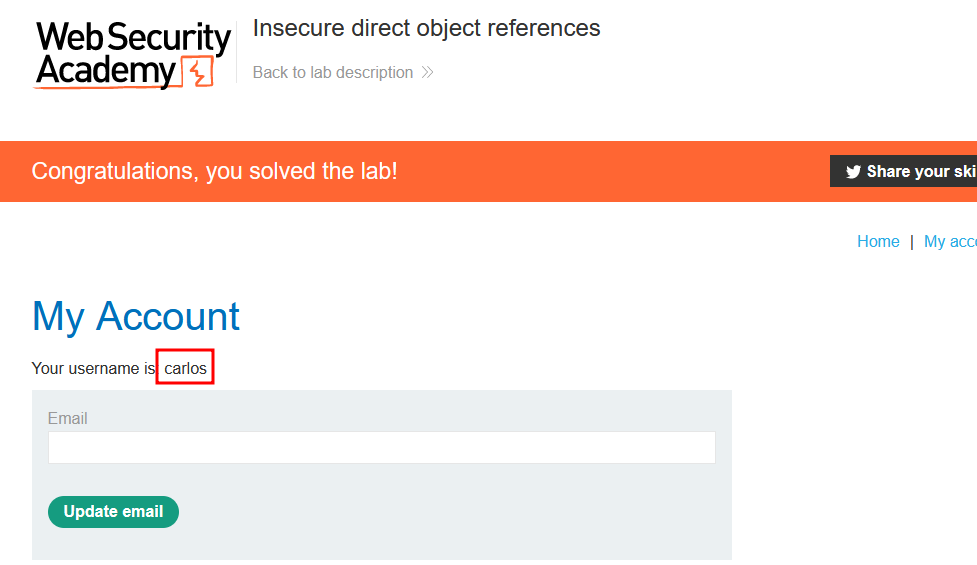 Web Security
Academy
Insecure direct object references
Back to lab description
Congratulations, you solved the lab!
Share your ski
Home | My acco
My Account
Your username is: carlos
Email
Update email